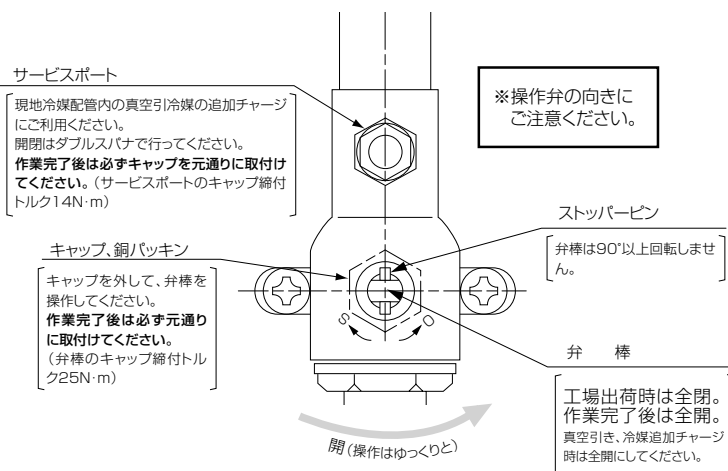 サービスポート
現地冷媒配管内の真空引冷媒の追加チャージ
にご利用ください。
開閉はダブルスパナで行ってください。
作業完了後は必ずキャップを元通りに取付け
てください。（サービスポートのキャップ締付
トルク14N·m）
※操作弁の向きに
ご注意ください。
ストッパーピン
弁棒は90°以上回転しませ
ん。
キャップ、銅パッキン
キャップを外して、弁棒を
操作してください。
作業完了後は必ず元通り
に取付けてください。
（弁棒のキャップ締付トル
ク25N·m）
S
O
弁　棒
工場出荷時は全閉。
作業完了後は全開。
真空引き、冷媒追加チャージ
時は全開にしてください。
開（操作はゆっくりと）